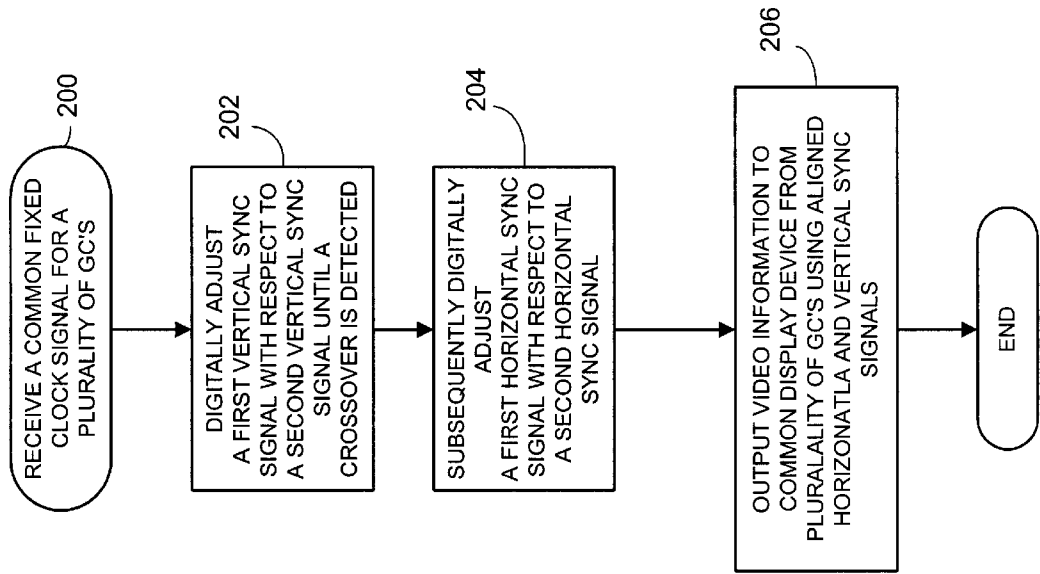 200
RECEIVE A COMMON FIXED
CLOCK SIGNAL FOR A
PLURALITY OF GC'S
202
DIGITALLY ADJUST
A FIRST VERTICAL SYNC
SIGNAL WITH RESPECT TO
A SECOND VERTICAL SYNC
SIGNAL UNTIL A
CROSSOVER IS DETECTED
204
SUBSEQUENTLY DIGITALLY
ADJUST
A FIRST HORIZONTAL SYNC
SIGNAL WITH RESPECT TO
A SECOND HORIZONTAL
SYNC SIGNAL
206
OUTPUT VIDEO INFORMATION TO
COMMON DISPLAY DEVICE FROM
PLURALALITY OF GC'S USING ALIGNED
HORIZONATLA AND VERTICAL SYNC
SIGNALS
END